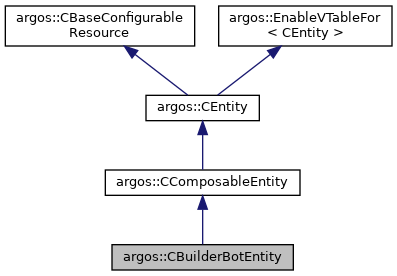 argos::CBaseConfigurable
Resource
argos::EnableVTableFor
< CEntity >
argos::CEntity
argos::CComposableEntity
argos::CBuilderBotEntity